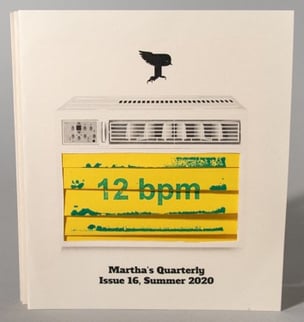 12 bpm
Martha's Quarterly
Issue 16, Summer 2020